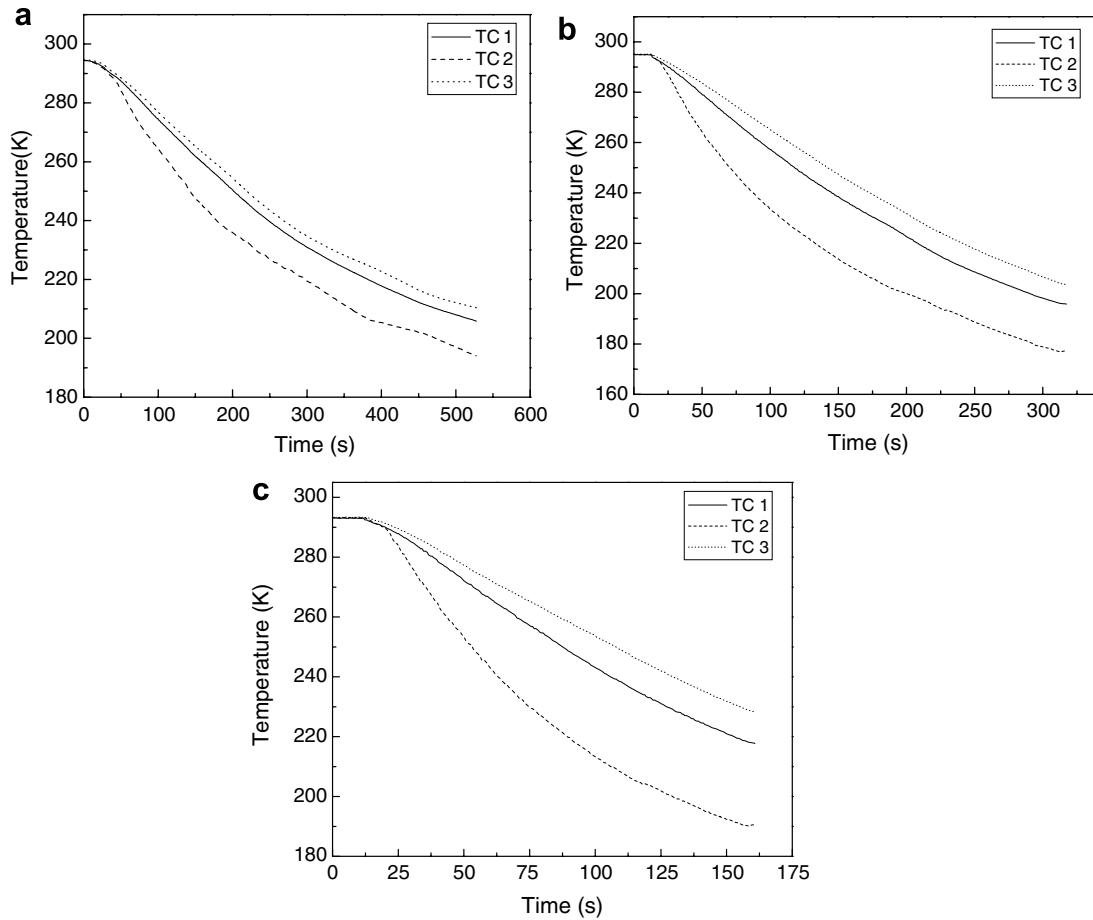 a
300
280
260
240
220
200
180
Temperature(K)
TC 1
TC 2
TC 3
0 100 200 300 400 500 600
Time (s)
b
300
280
260
240
220
200
180
160
Temperature (K)
TC 1
TC 2
TC 3
0 50 100 150 200 250 300
Time (s)
c
300
280
260
240
220
200
180
Temperature (K)
TC 1
TC 2
TC 3
0 25 50 75 100 125 150 175
Time (s)